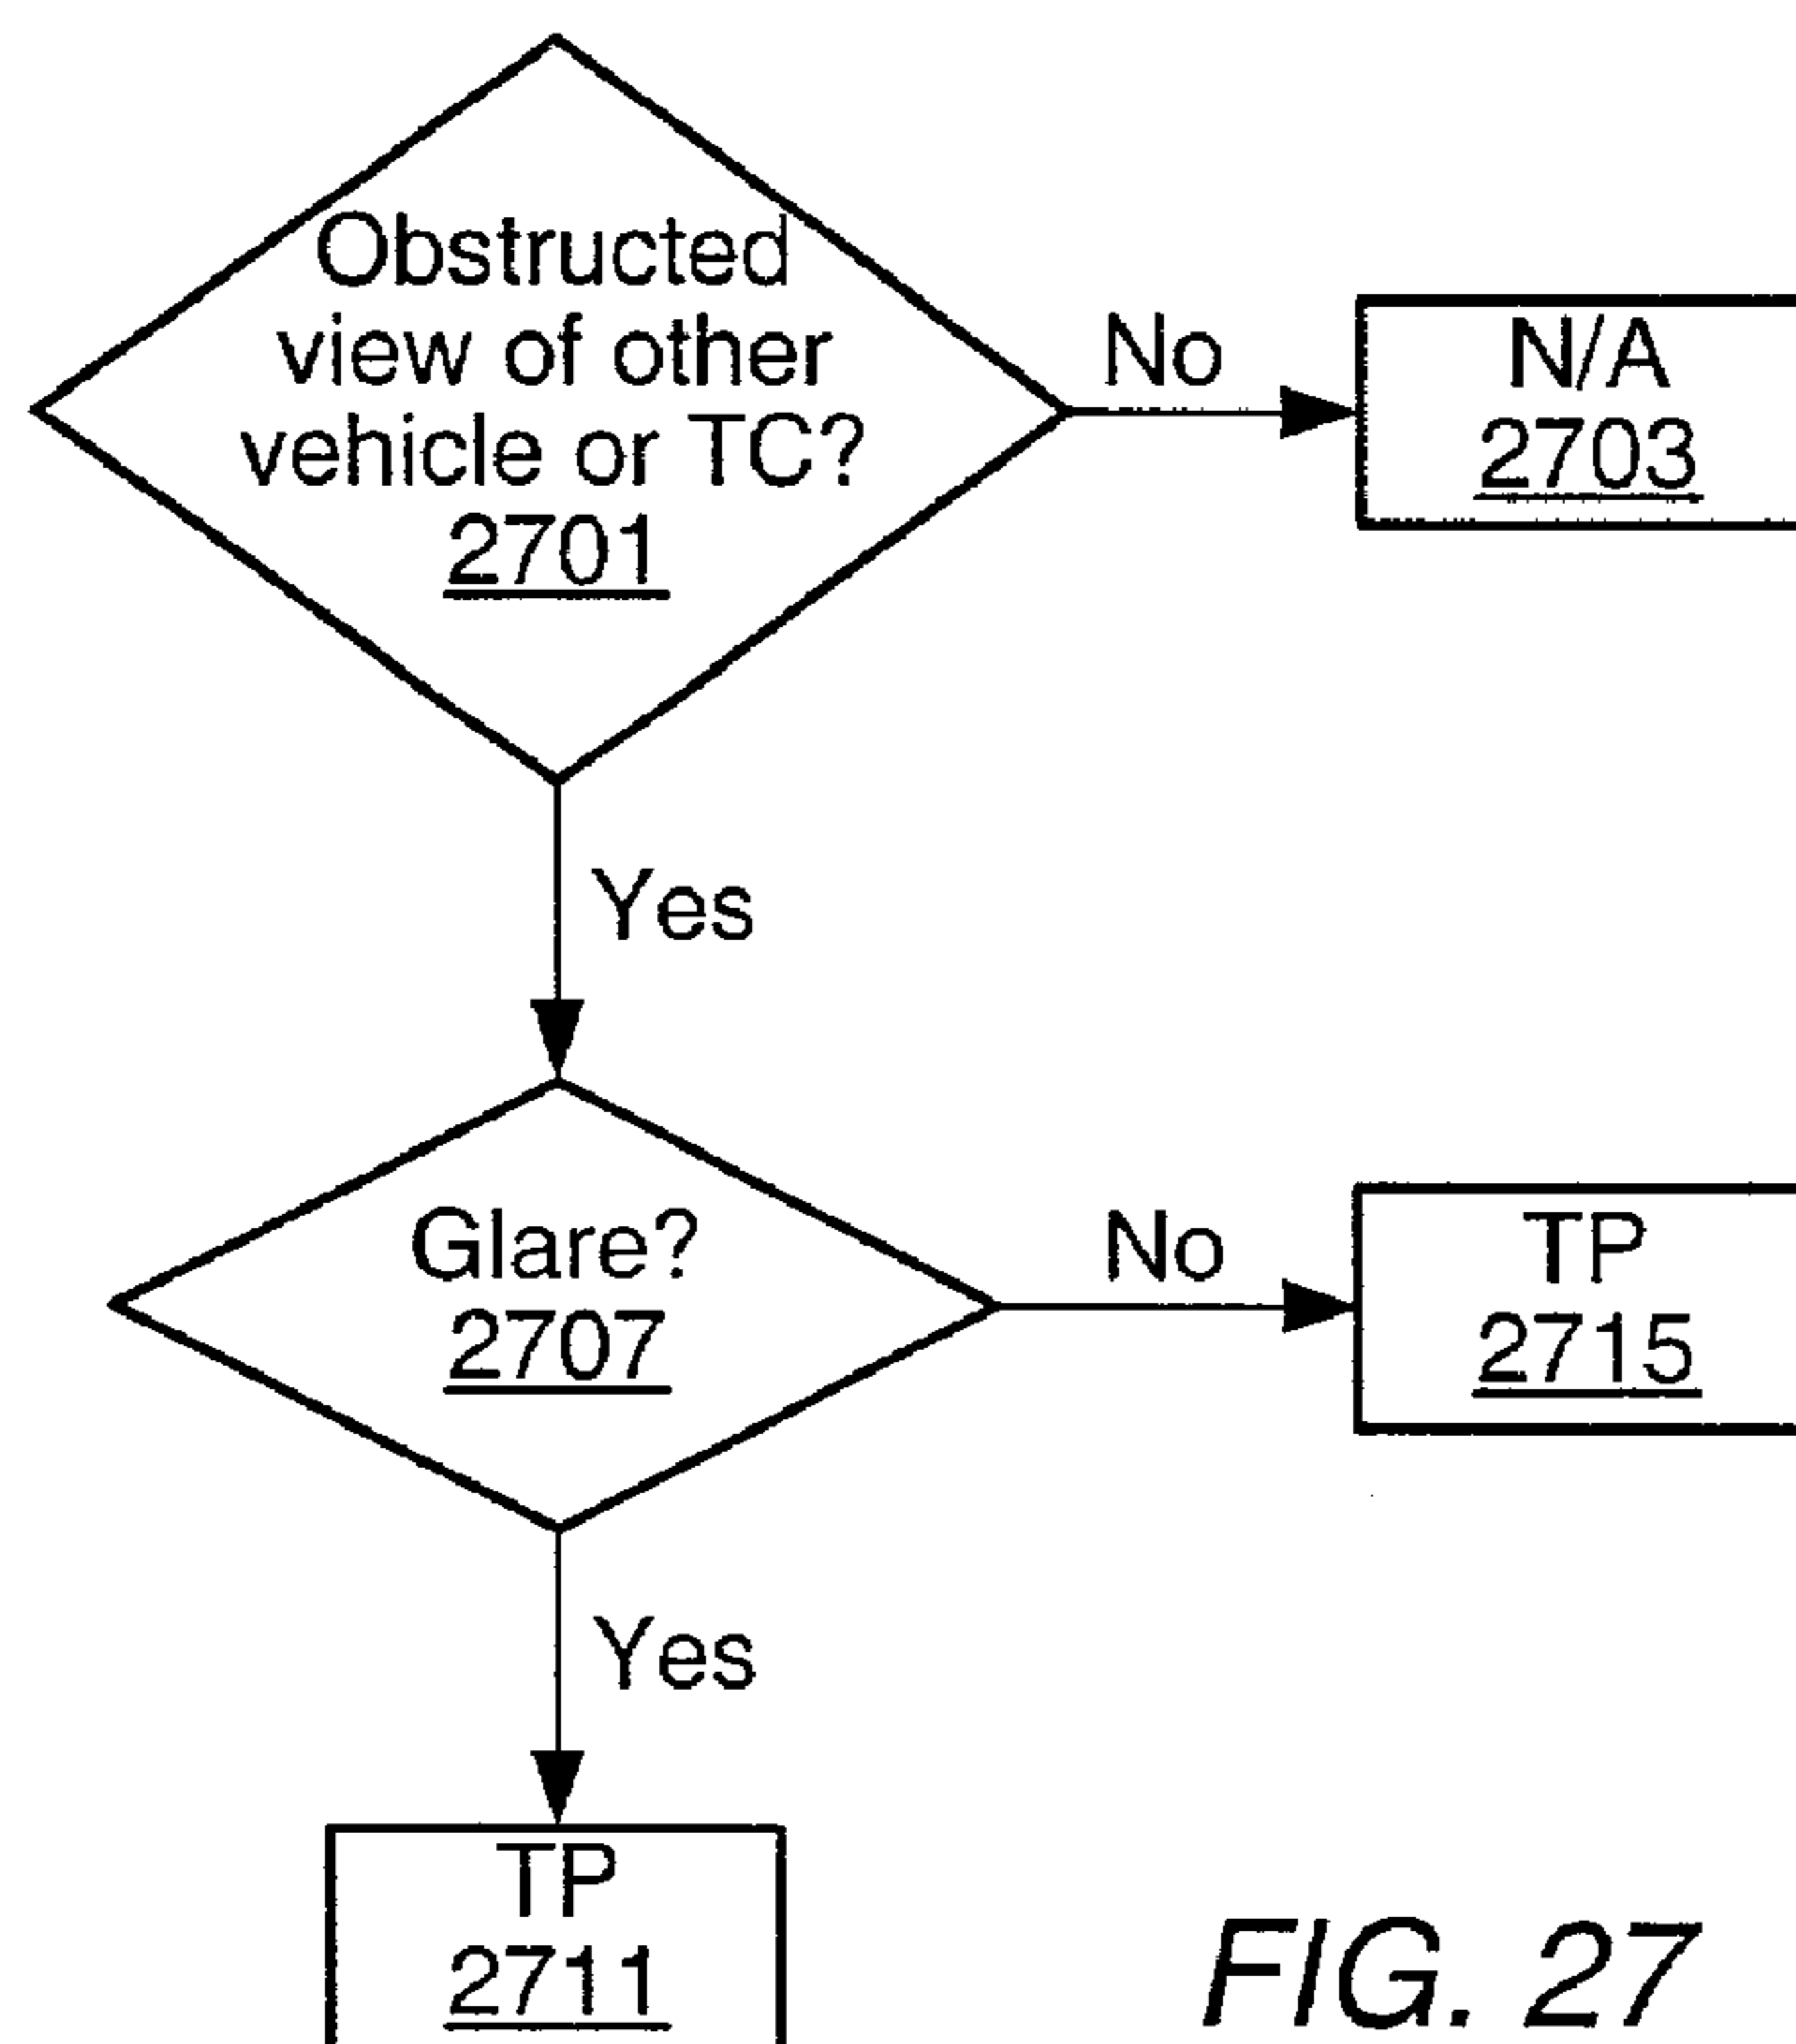 Obstructed
view of other
vehicle or TC?
2701
No
N/A
2703
Yes
Glare?
2707
No
TP
2715
Yes
TP
2711
FIG. 27